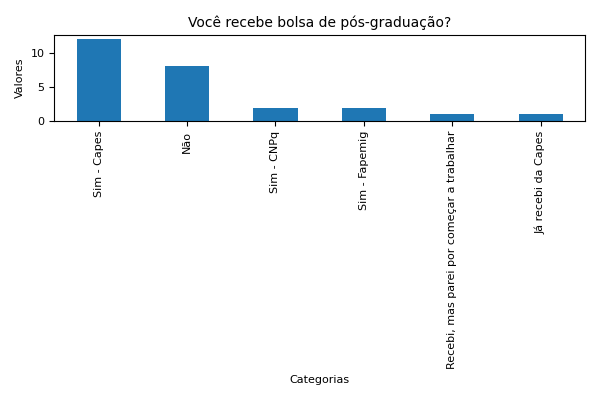 Você recebe bolsa de pós-graduação?
Valores
10
5
0
Sim - Capes
Não
Sim - CNPq
Sim - Fapemig
Recebi, mas parei por começar a trabalhar
Já recebi da Capes
Categorias